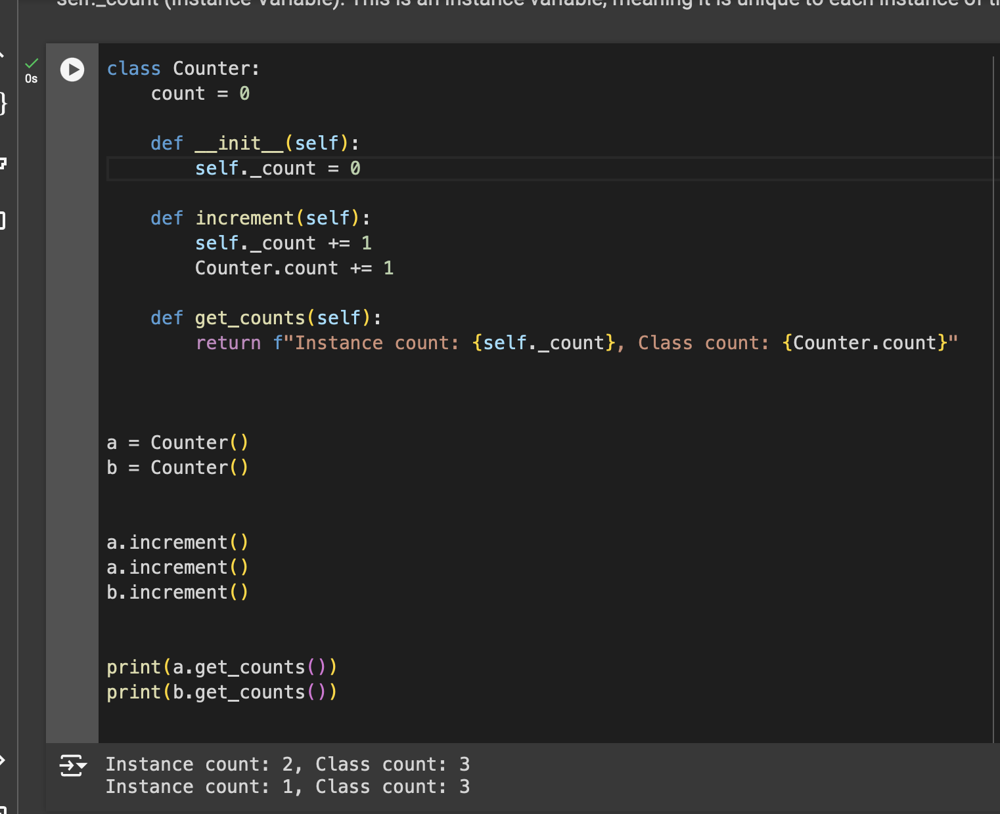 self._count (Instance Variable): This is an instance variable, meaning it is unique to each instance of
0s
class Counter:
    count = 0
    def __init__(self):
        self._count = 0
    def increment(self):
        self._count += 1
        Counter.count += 1
    def get_counts(self):
        return f"Instance count: {self._count}, Class count: {Counter.count}"
a = Counter()
b = Counter()
a.increment()
a.increment()
b.increment()
print(a.get_counts())
print(b.get_counts())
Instance count: 2, Class count: 3
Instance count: 1, Class count: 3